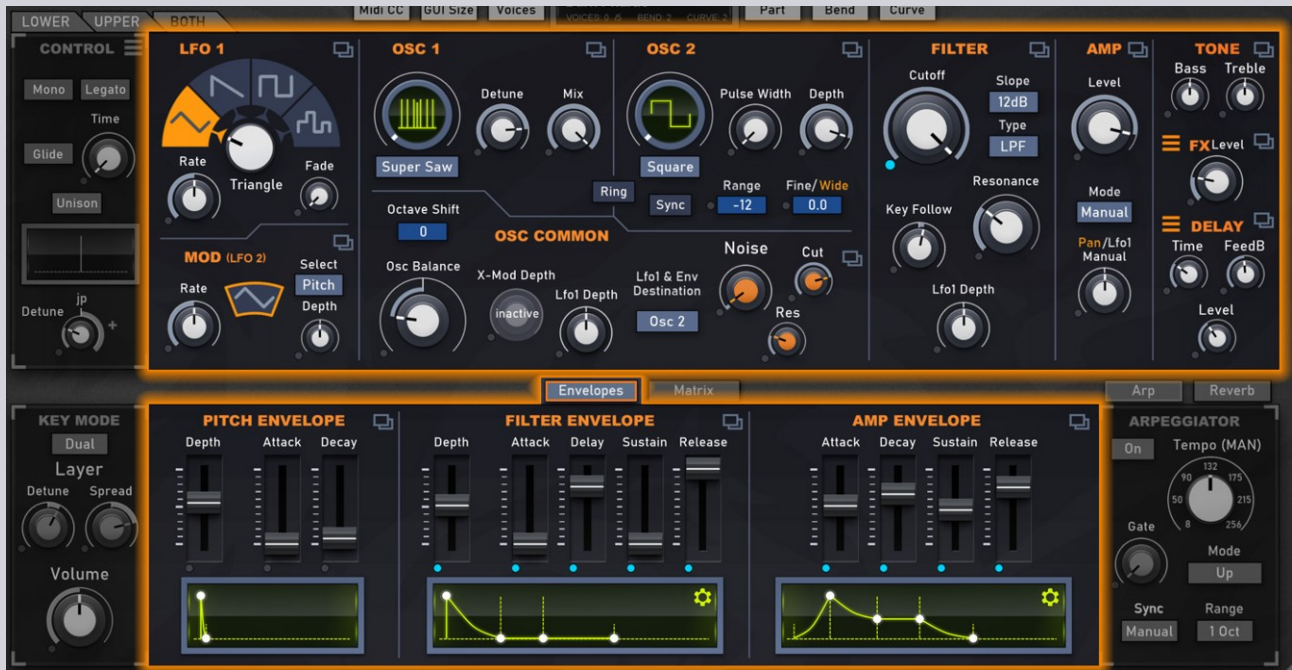 LOWER UPPER BOTH
Midi CC GUI Size Voices Part Bend Curve
VOICES 0 /5 BEND 2 CURVE 2
CONTROL
Mono Legato
Time
Glide
Unison
jp
Detune +
LFO 1
Rate Fade
Triangle
MOD (LFO 2)
Rate Select
Pitch
Depth
OSC 1
Detune Mix
Super Saw
OSC 2
Pulse Width Depth
Square
Ring Sync Range Fine/Wide
-12 0.0
Octave Shift
0
OSC COMMON
Osc Balance X-Mod Depth
inactive
Lfo1 Depth
Lfo1 & Env
Destination
Osc 2
Noise Cut
Res
FILTER
Cutoff Slope
12dB
Type
LPF
Resonance
Key Follow
Lfo1 Depth
AMP
Level
Mode
Manual
Pan/Lfo1
Manual
TONE
Bass Treble
FX Level
DELAY
Time FeedB
Level
Envelopes Matrix Arp Reverb
KEY MODE
Dual
Layer
Detune Spread
Volume
PITCH ENVELOPE
Depth Attack Decay
FILTER ENVELOPE
Depth Attack Delay Sustain Release
AMP ENVELOPE
Attack Decay Sustain Release
ARPEGGIATOR
On Tempo (MAN)
132
90 175
50 215
8 256
Gate
Mode
Up
Sync Range
Manual 1 Oct